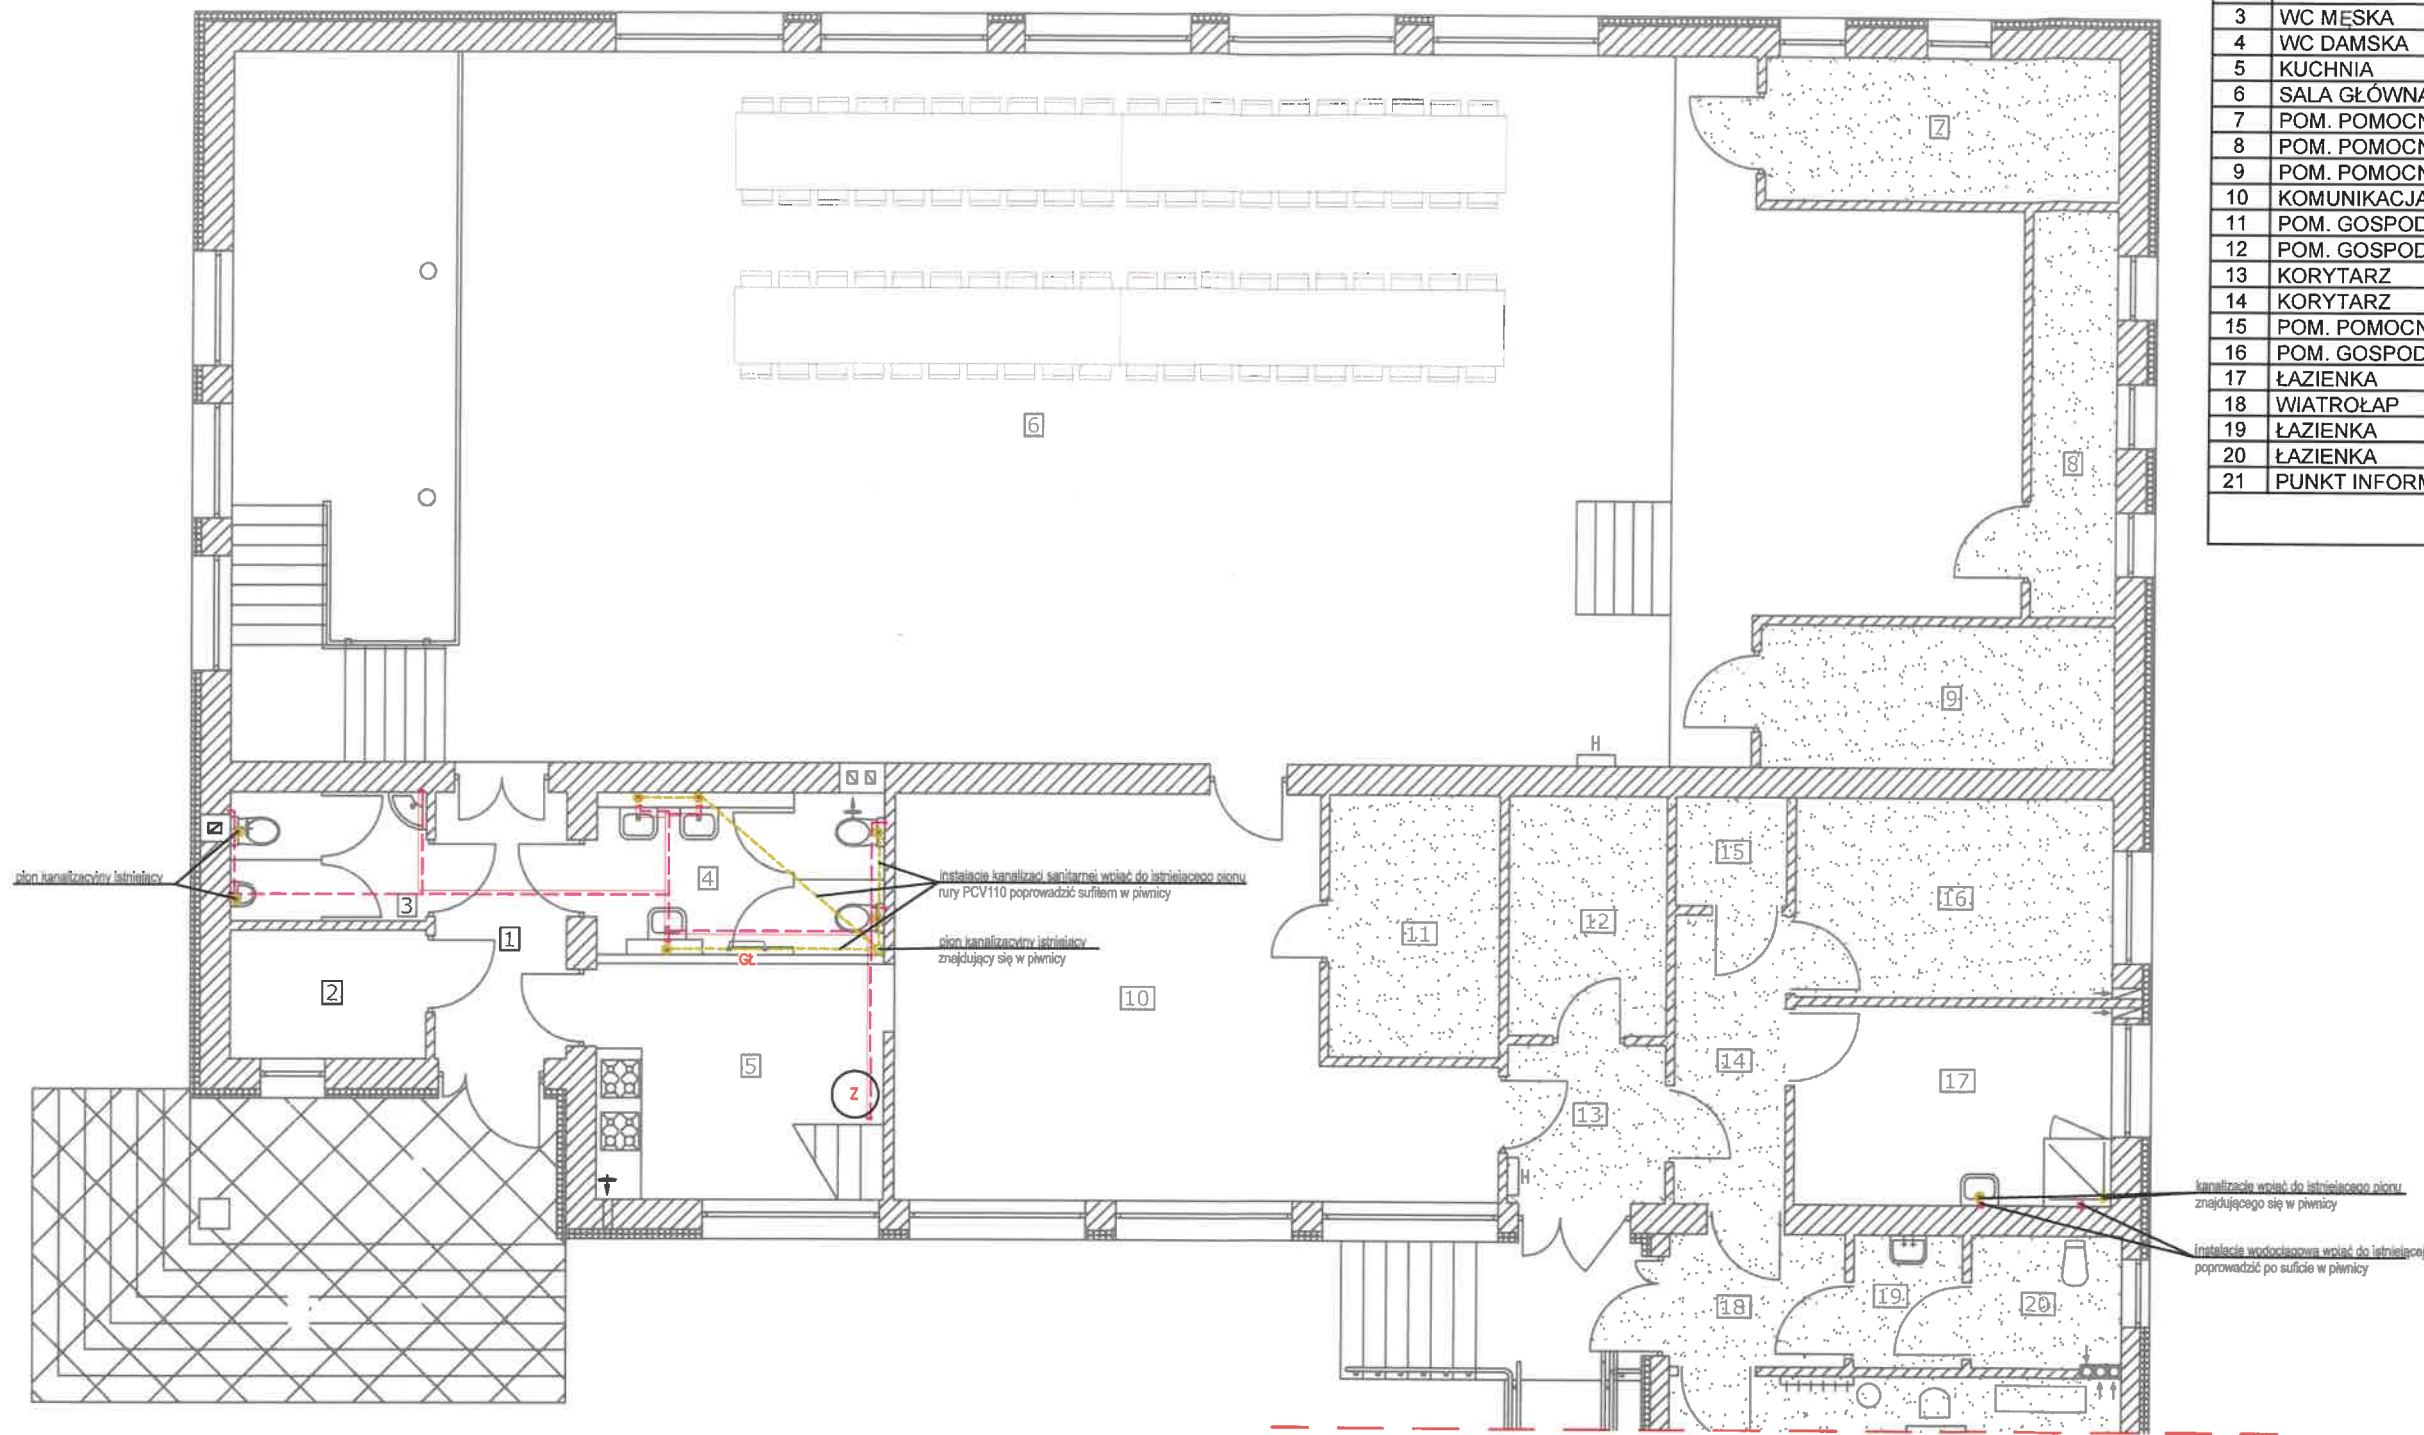 3 WC MĘSKA
4 WC DAMSKA
5 KUCHNIA
6 SALA GŁÓWNA
7 POM. POMOCN
8 POM. POMOCN
9 POM. POMOCN
10 KOMUNIKACJA
11 POM. GOSPOD
12 POM. GOSPOD
13 KORYTARZ
14 KORYTARZ
15 POM. POMOCN
16 POM. GOSPOD
17 ŁAZIENKA
18 WIATROŁAP
19 ŁAZIENKA
20 ŁAZIENKA
21 PUNKT INFORM
7
6
8
9
H
pion kanalizacyjny istniejący
3
1
2
4
GŁ
instalacje kanalizaci sanitarnej wpiąć do istniejącego pionu
rury PCV110 poprowadzić sufitem w piwnicy
pion kanalizacyjny istniejący
znajdujący się w piwnicy
5
Z
10
11
12
15
16
14
13
17
H
kanalizacje wpiąć do istniejącego pionu
znajdującego się w piwnicy
instalacje wodociągowa wpiąć do istniejącej
poprowadzić po suficie w piwnicy
18
19
20